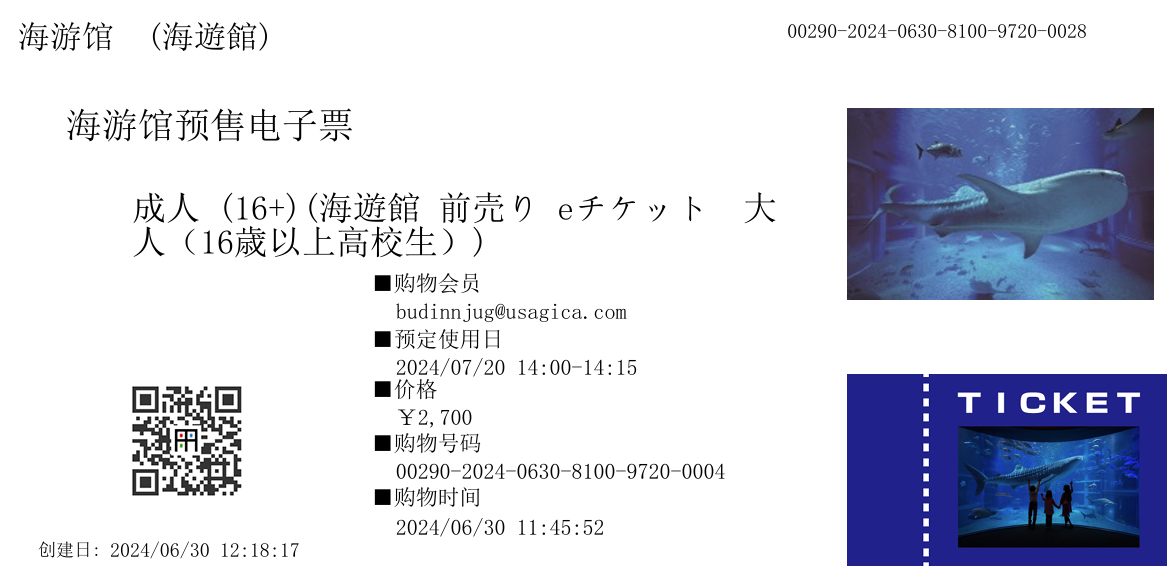 海游馆　(海遊館)
00290-2024-0630-8100-9720-0028
海游馆预售电子票
成人 (16+)(海遊館 前売り eチケット　大
人（16歳以上高校生）)
■购物会员
budinnjug@usagica.com
■预定使用日
2024/07/20 14:00-14:15
■价格
￥2,700
■购物号码
00290-2024-0630-8100-9720-0004
■购物时间
2024/06/30 11:45:52
TICKET
创建日: 2024/06/30 12:18:17